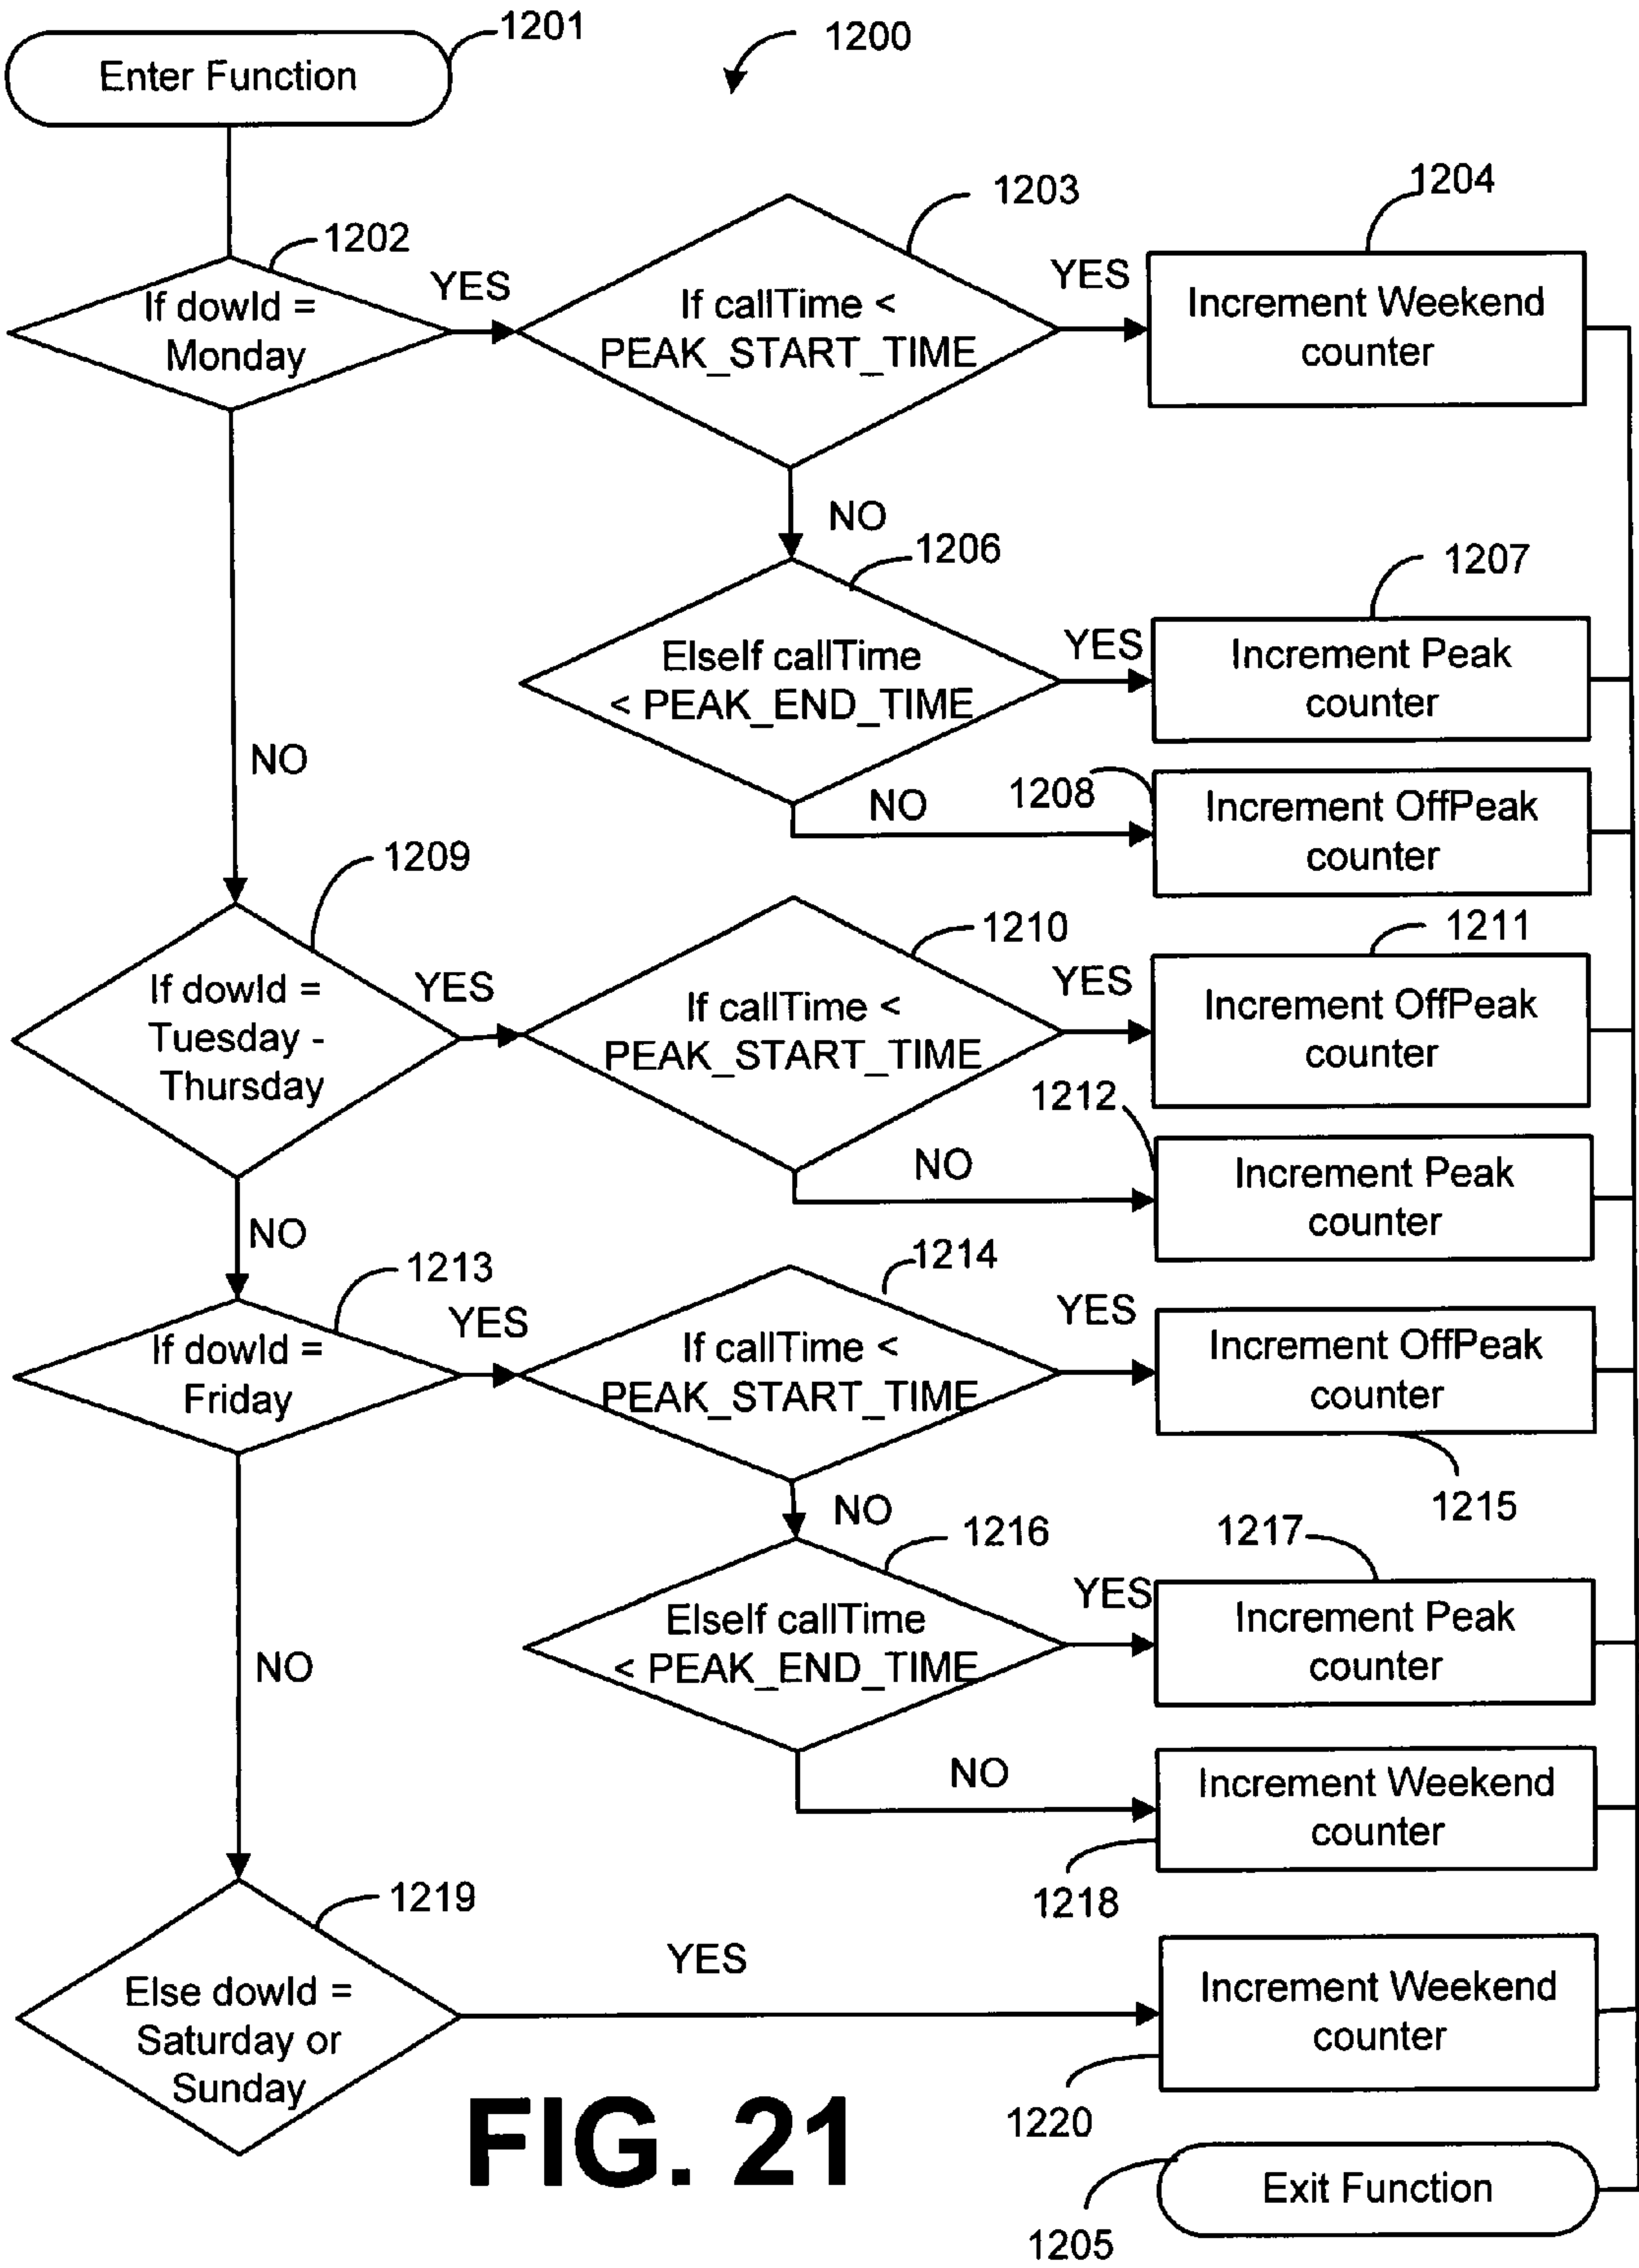 1201
Enter Function
1200
1202
If dowId =
Monday
YES
1203
If callTime <
PEAK_START_TIME
YES
1204
Increment Weekend
counter
NO
1206
ElseIf callTime
< PEAK_END_TIME
YES
1207
Increment Peak
counter
NO
1208
Increment OffPeak
counter
NO
1209
If dowId =
Tuesday -
Thursday
YES
1210
If callTime <
PEAK_START_TIME
YES
1211
Increment OffPeak
counter
NO
1212
Increment Peak
counter
NO
1213
If dowId =
Friday
YES
1214
If callTime <
PEAK_START_TIME
YES
Increment OffPeak
counter
1215
NO
1216
ElseIf callTime
< PEAK_END_TIME
YES
1217
Increment Peak
counter
NO
Increment Weekend
counter
1218
NO
1219
Else dowId =
Saturday or
Sunday
YES
Increment Weekend
counter
1220
Exit Function
1205
FIG. 21